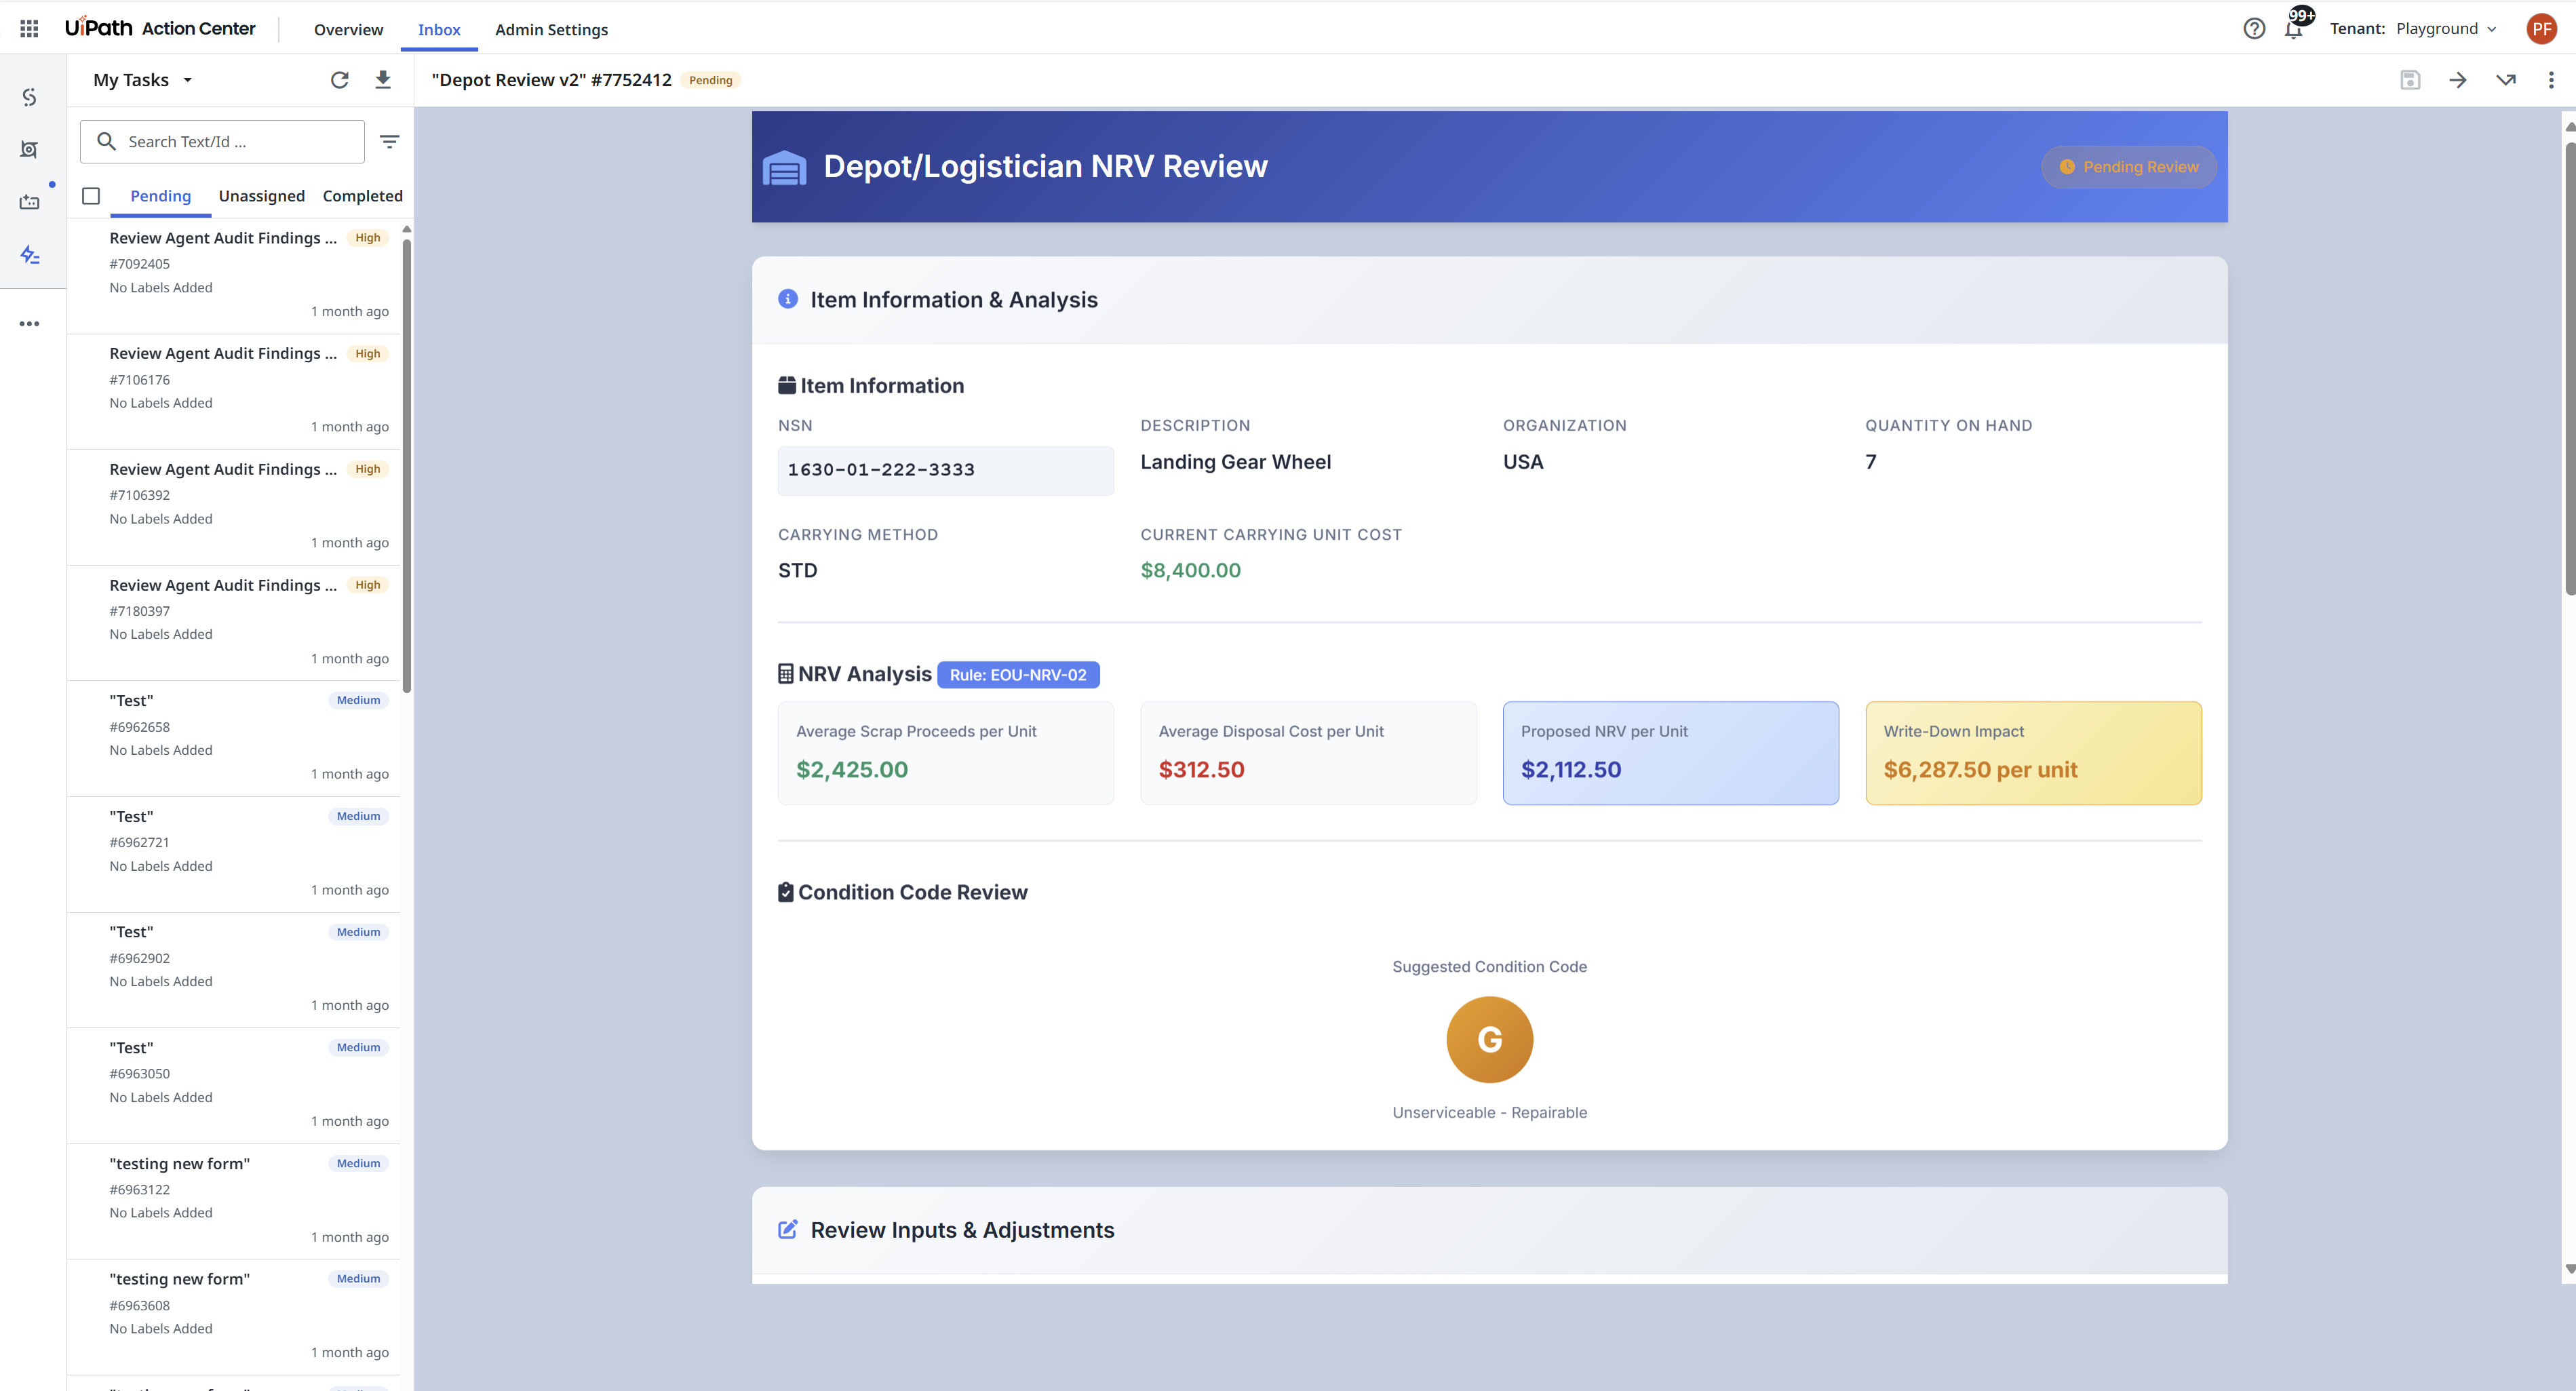 UiPath Action Center
Overview
Inbox
Admin Settings
99+
Tenant: Playground
PF
My Tasks
"Depot Review v2" #7752412 Pending
Search Text/Id ...
Pending
Unassigned
Completed
Review Agent Audit Findings ... High
#7092405
No Labels Added
1 month ago
Review Agent Audit Findings ... High
#7106176
No Labels Added
1 month ago
Review Agent Audit Findings ... High
#7106392
No Labels Added
1 month ago
Review Agent Audit Findings ... High
#7180397
No Labels Added
1 month ago
"Test" Medium
#6962658
No Labels Added
1 month ago
"Test" Medium
#6962721
No Labels Added
1 month ago
"Test" Medium
#6962902
No Labels Added
1 month ago
"Test" Medium
#6963050
No Labels Added
1 month ago
"testing new form" Medium
#6963122
No Labels Added
1 month ago
"testing new form" Medium
#6963608
No Labels Added
1 month ago
Depot/Logistician NRV Review
Pending Review
Item Information & Analysis
Item Information
NSN
1630-01-222-3333
DESCRIPTION
Landing Gear Wheel
ORGANIZATION
USA
QUANTITY ON HAND
7
CARRYING METHOD
STD
CURRENT CARRYING UNIT COST
$8,400.00
NRV Analysis Rule: EOU-NRV-02
Average Scrap Proceeds per Unit
$2,425.00
Average Disposal Cost per Unit
$312.50
Proposed NRV per Unit
$2,112.50
Write-Down Impact
$6,287.50 per unit
Condition Code Review
Suggested Condition Code
G
Unserviceable - Repairable
Review Inputs & Adjustments